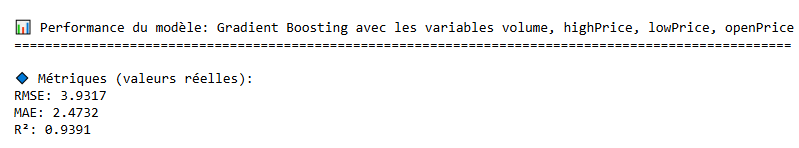 📊 Performance du modèle: Gradient Boosting avec les variables volume, highPrice, lowPrice, openPrice
====================================================================================================
🔷 Métriques (valeurs réelles):
RMSE: 3.9317
MAE: 2.4732
R²: 0.9391